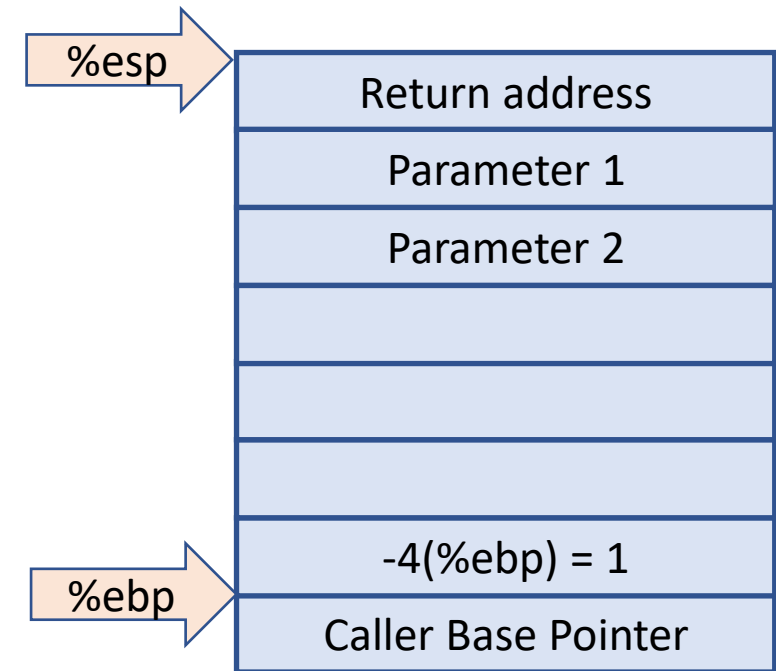 %esp
Return address
Parameter 1
Parameter 2
-4(%ebp) = 1
%ebp
Caller Base Pointer